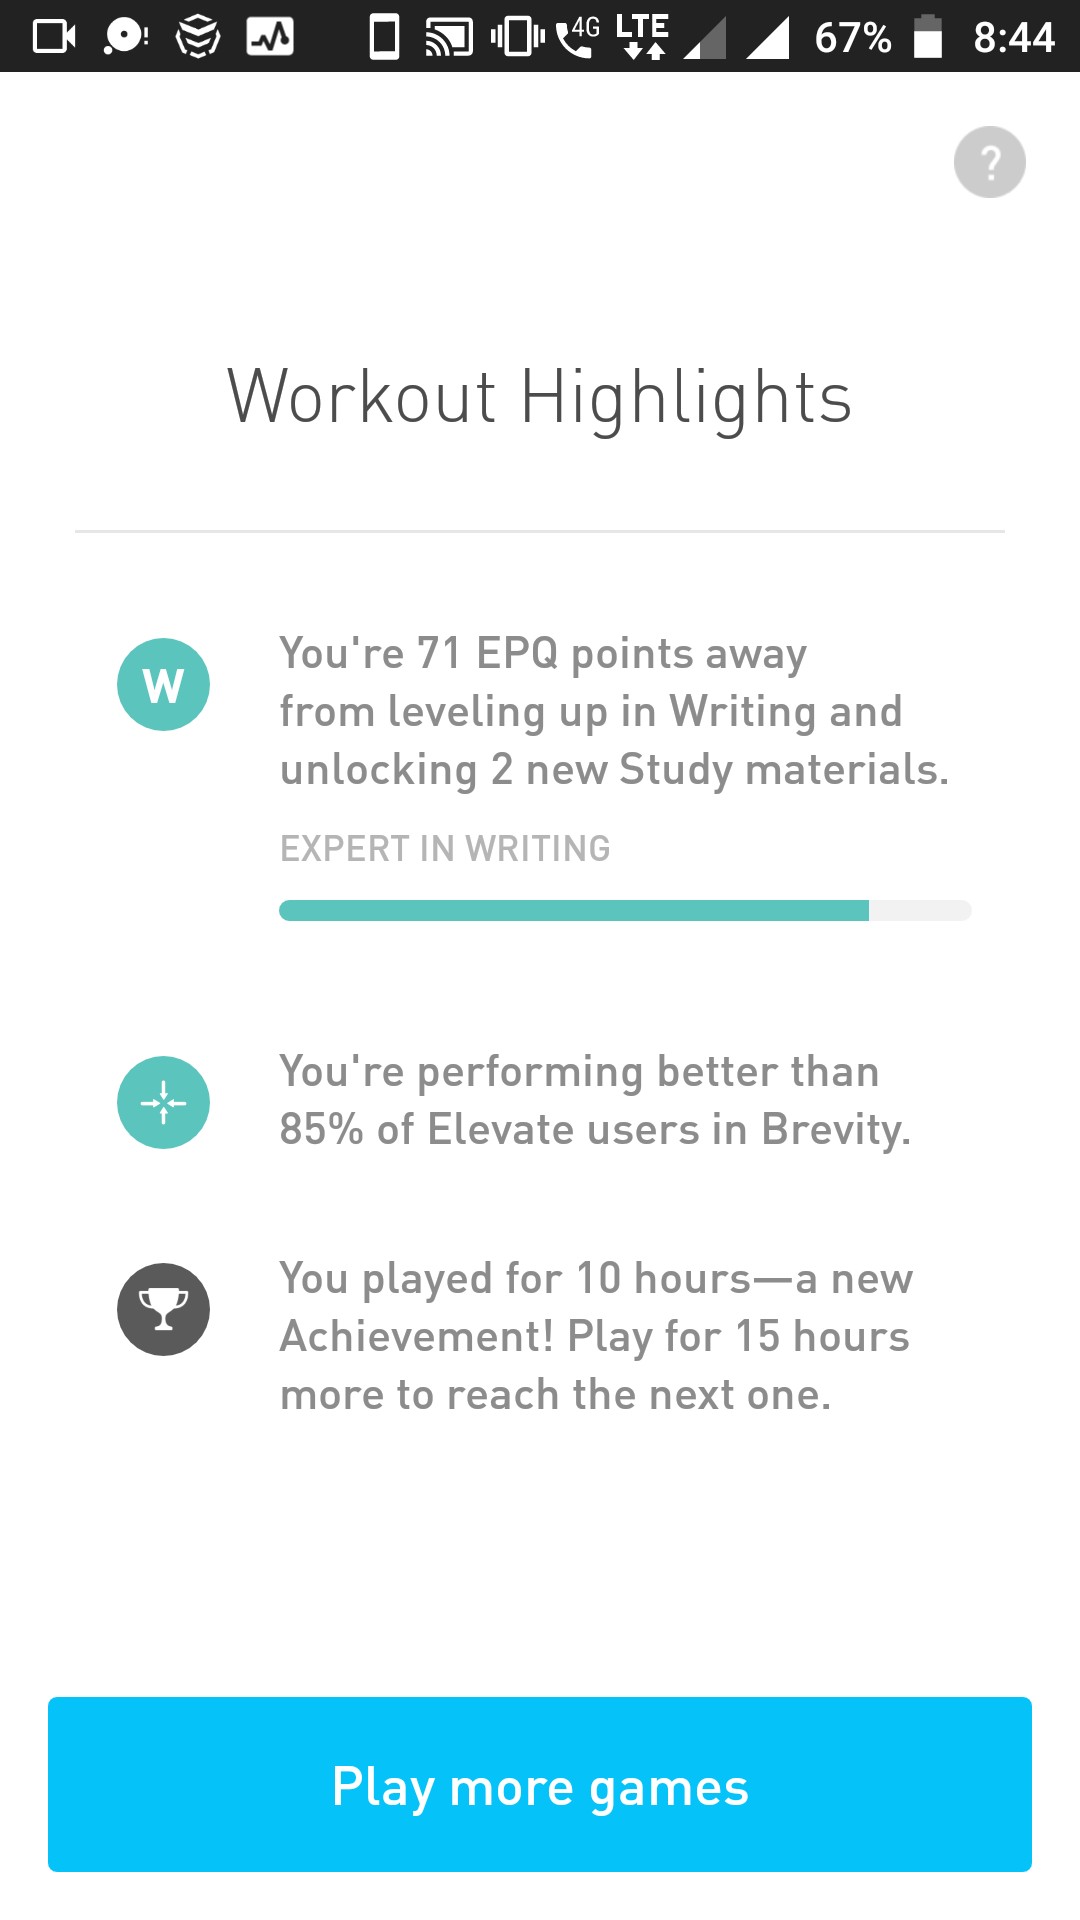 4G LTE 67% 8:44
?
Workout Highlights
W
You're 71 EPQ points away
from leveling up in Writing and
unlocking 2 new Study materials.
EXPERT IN WRITING
You're performing better than
85% of Elevate users in Brevity.
You played for 10 hours—a new
Achievement! Play for 15 hours
more to reach the next one.
Play more games